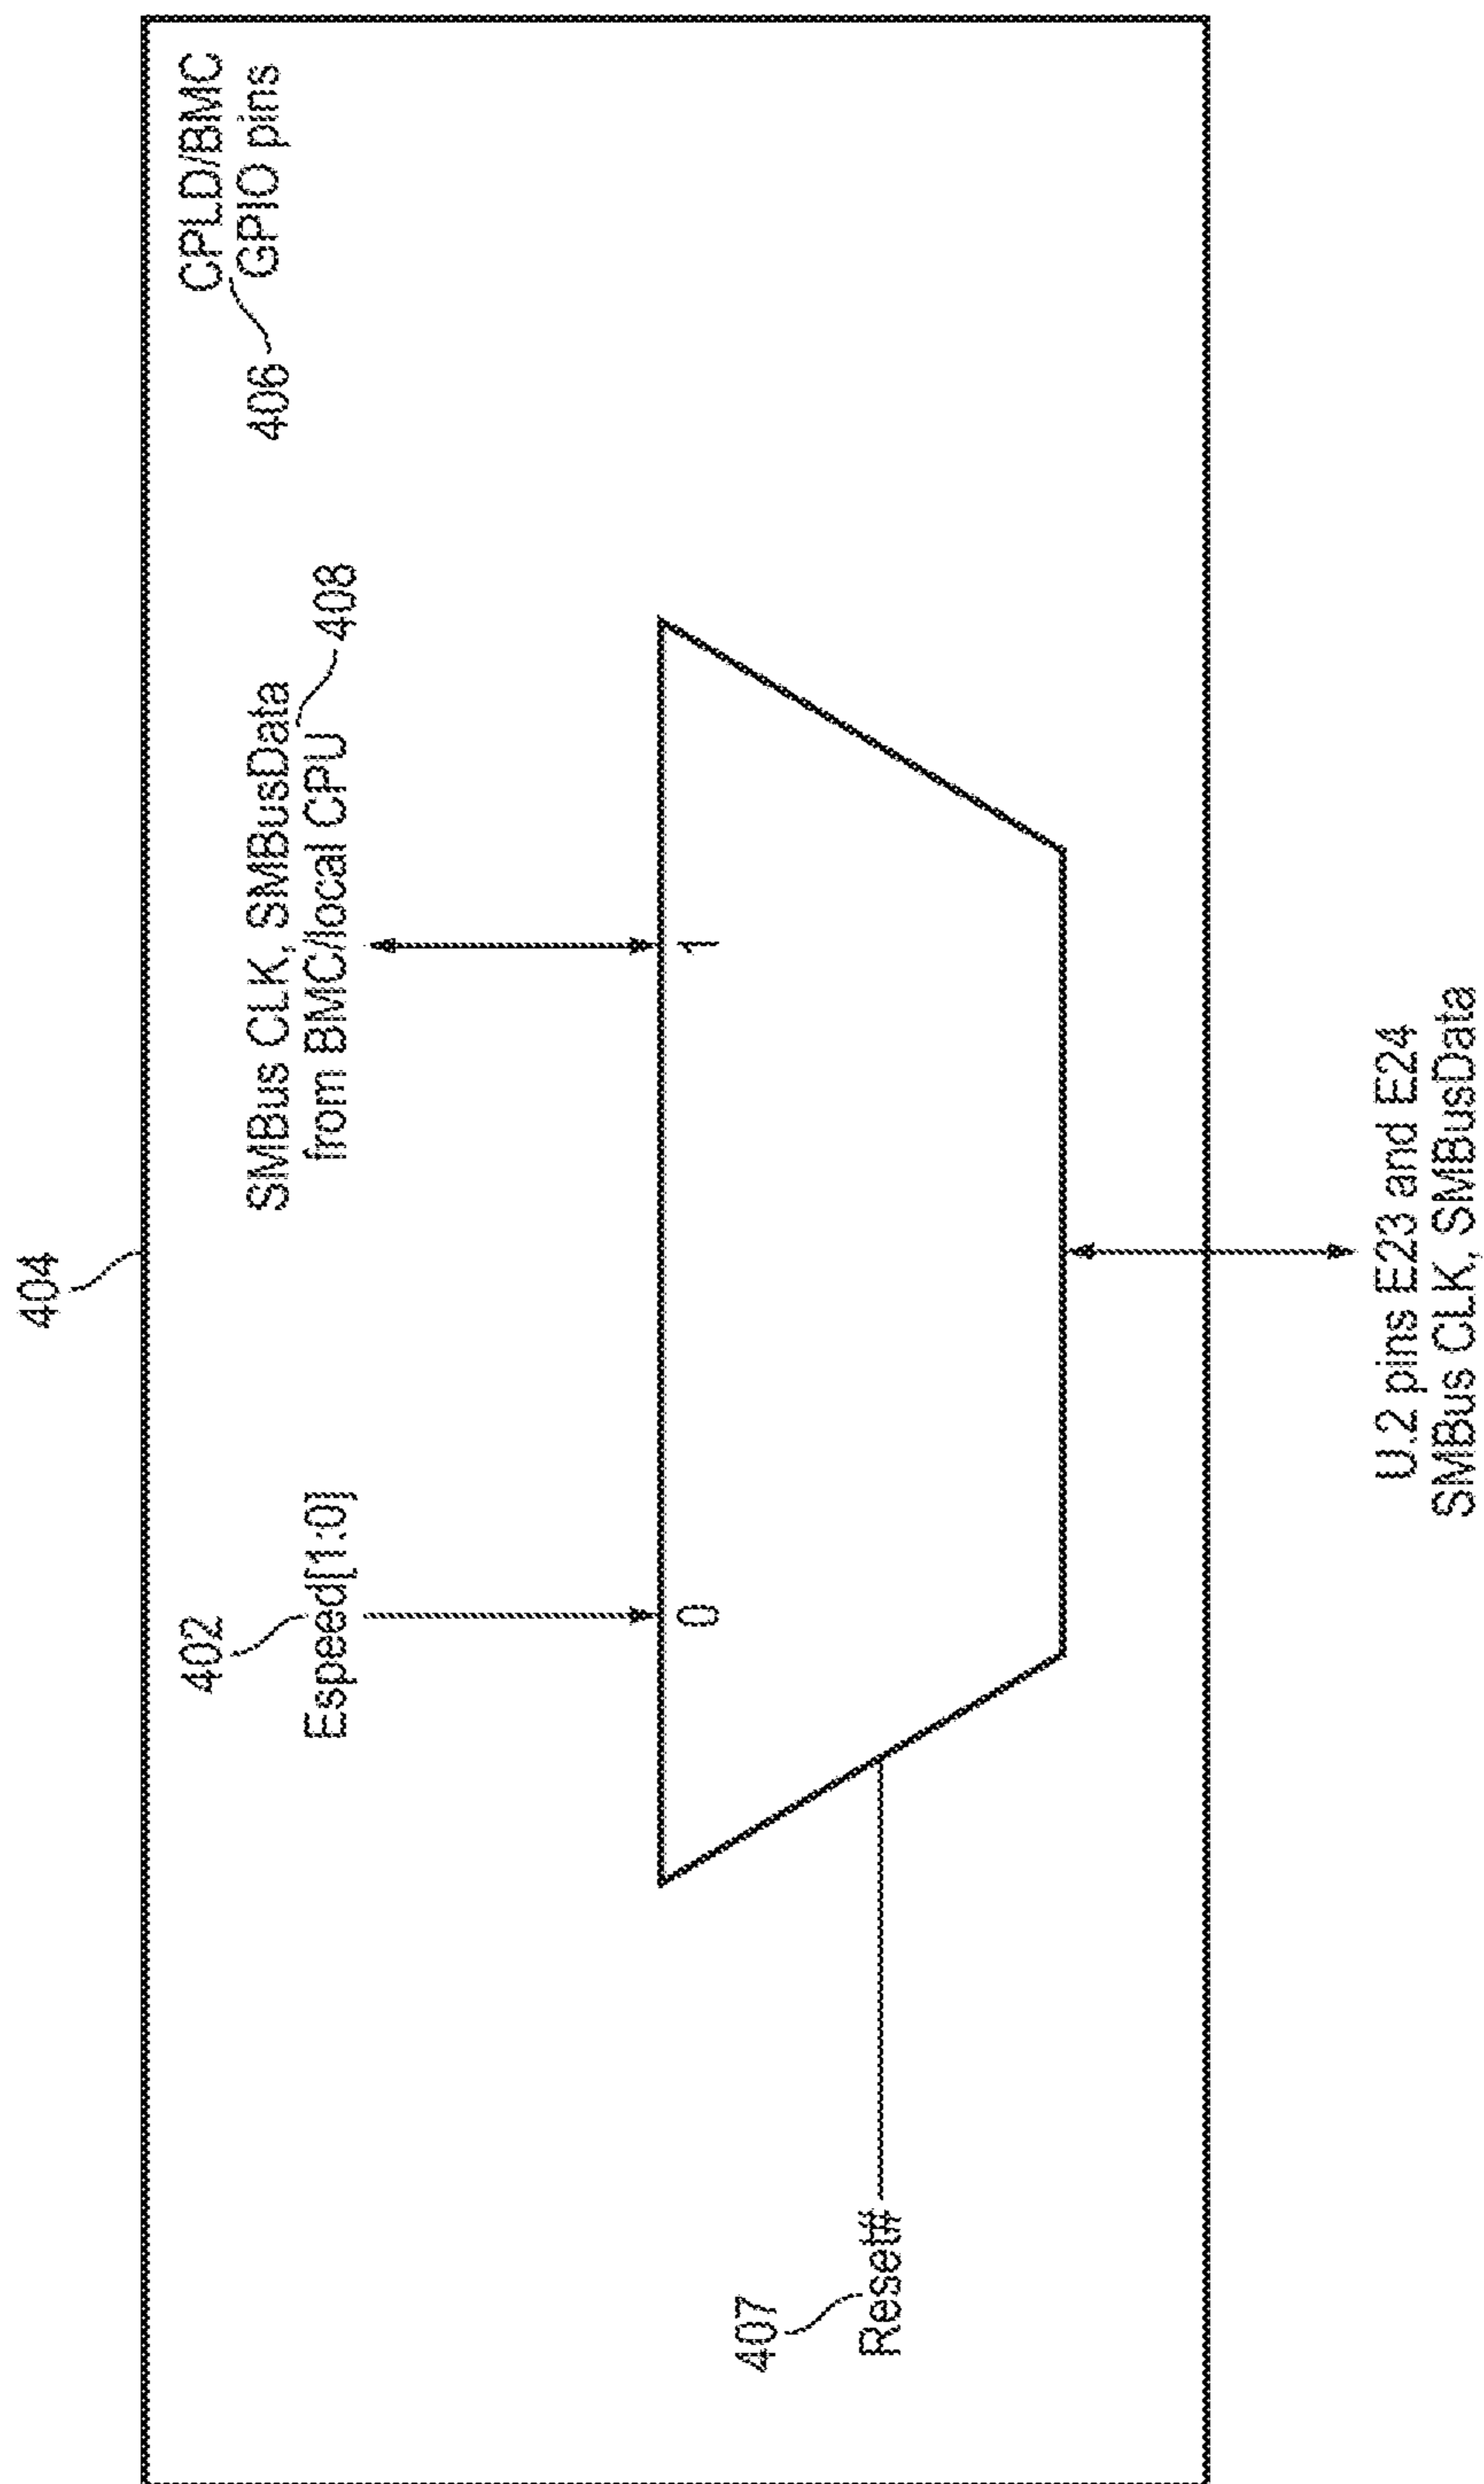 404
CPLD/BMC
GPIO pins
406
402
Espeed[1:0]
SMBus CLK, SMBusData
from BMC/local CPU
408
0
1
407
Reset#
U.2 pins E23 and E24
SMBus CLK, SMBusData